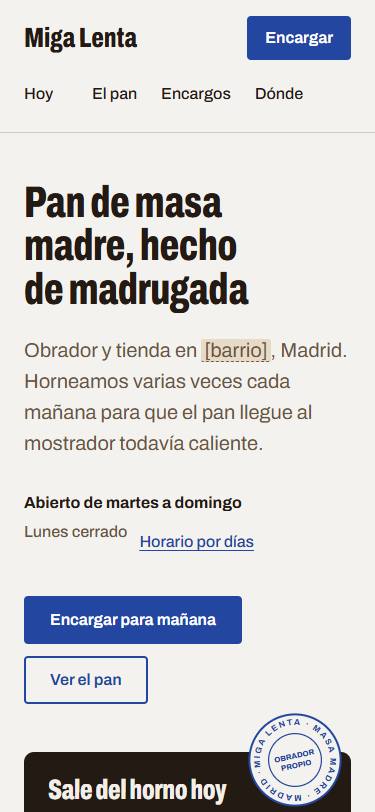 Miga Lenta
Encargar
Hoy El pan Encargos Dónde
Pan de masa
madre, hecho
de madrugada
Obrador y tienda en [barrio], Madrid.
Horneamos varias veces cada
mañana para que el pan llegue al
mostrador todavía caliente.
Abierto de martes a domingo
Lunes cerrado Horario por días
Encargar para mañana
Ver el pan
MIGA LENTA · MASA MADRE · MADRID ·
OBRADOR
PROPIO
Sale del horno hoy